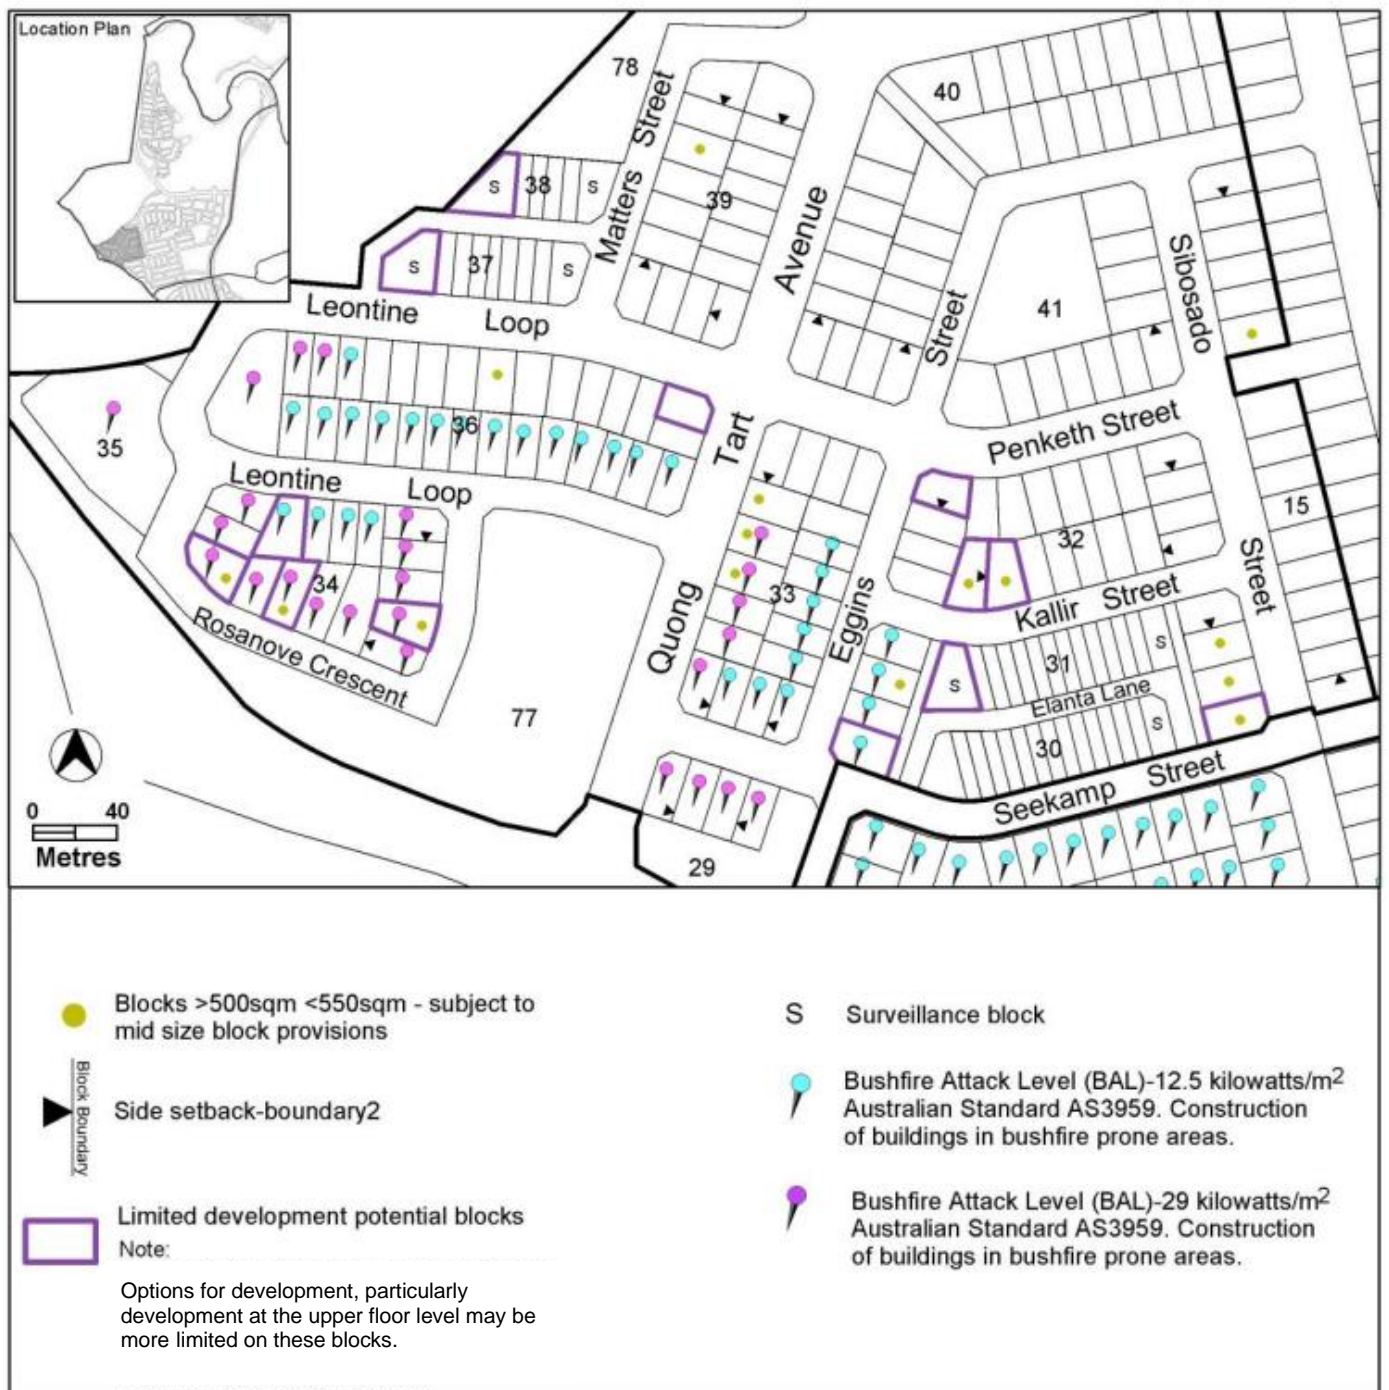 Location Plan
78
Matters Street
40
39
38
S
S
37
S
S
Avenue
Sibosado
41
Street
Leontine Loop
Penketh Street
Tart
36
35
Leontine Loop
15
32
Street
34
33
Eggins
Quong
Kallir Street
Rosanove Crescent
31
S
S
Elanta Lane
S
30
77
Seekamp Street
0 40
Metres
29
Blocks >500sqm <550sqm - subject to
mid size block provisions
Block Boundary
Side setback-boundary2
Limited development potential blocks
Note:
Options for development, particularly
development at the upper floor level may be
more limited on these blocks.
S Surveillance block
Bushfire Attack Level (BAL)-12.5 kilowatts/m2
Australian Standard AS3959. Construction
of buildings in bushfire prone areas.
Bushfire Attack Level (BAL)-29 kilowatts/m2
Australian Standard AS3959. Construction
of buildings in bushfire prone areas.